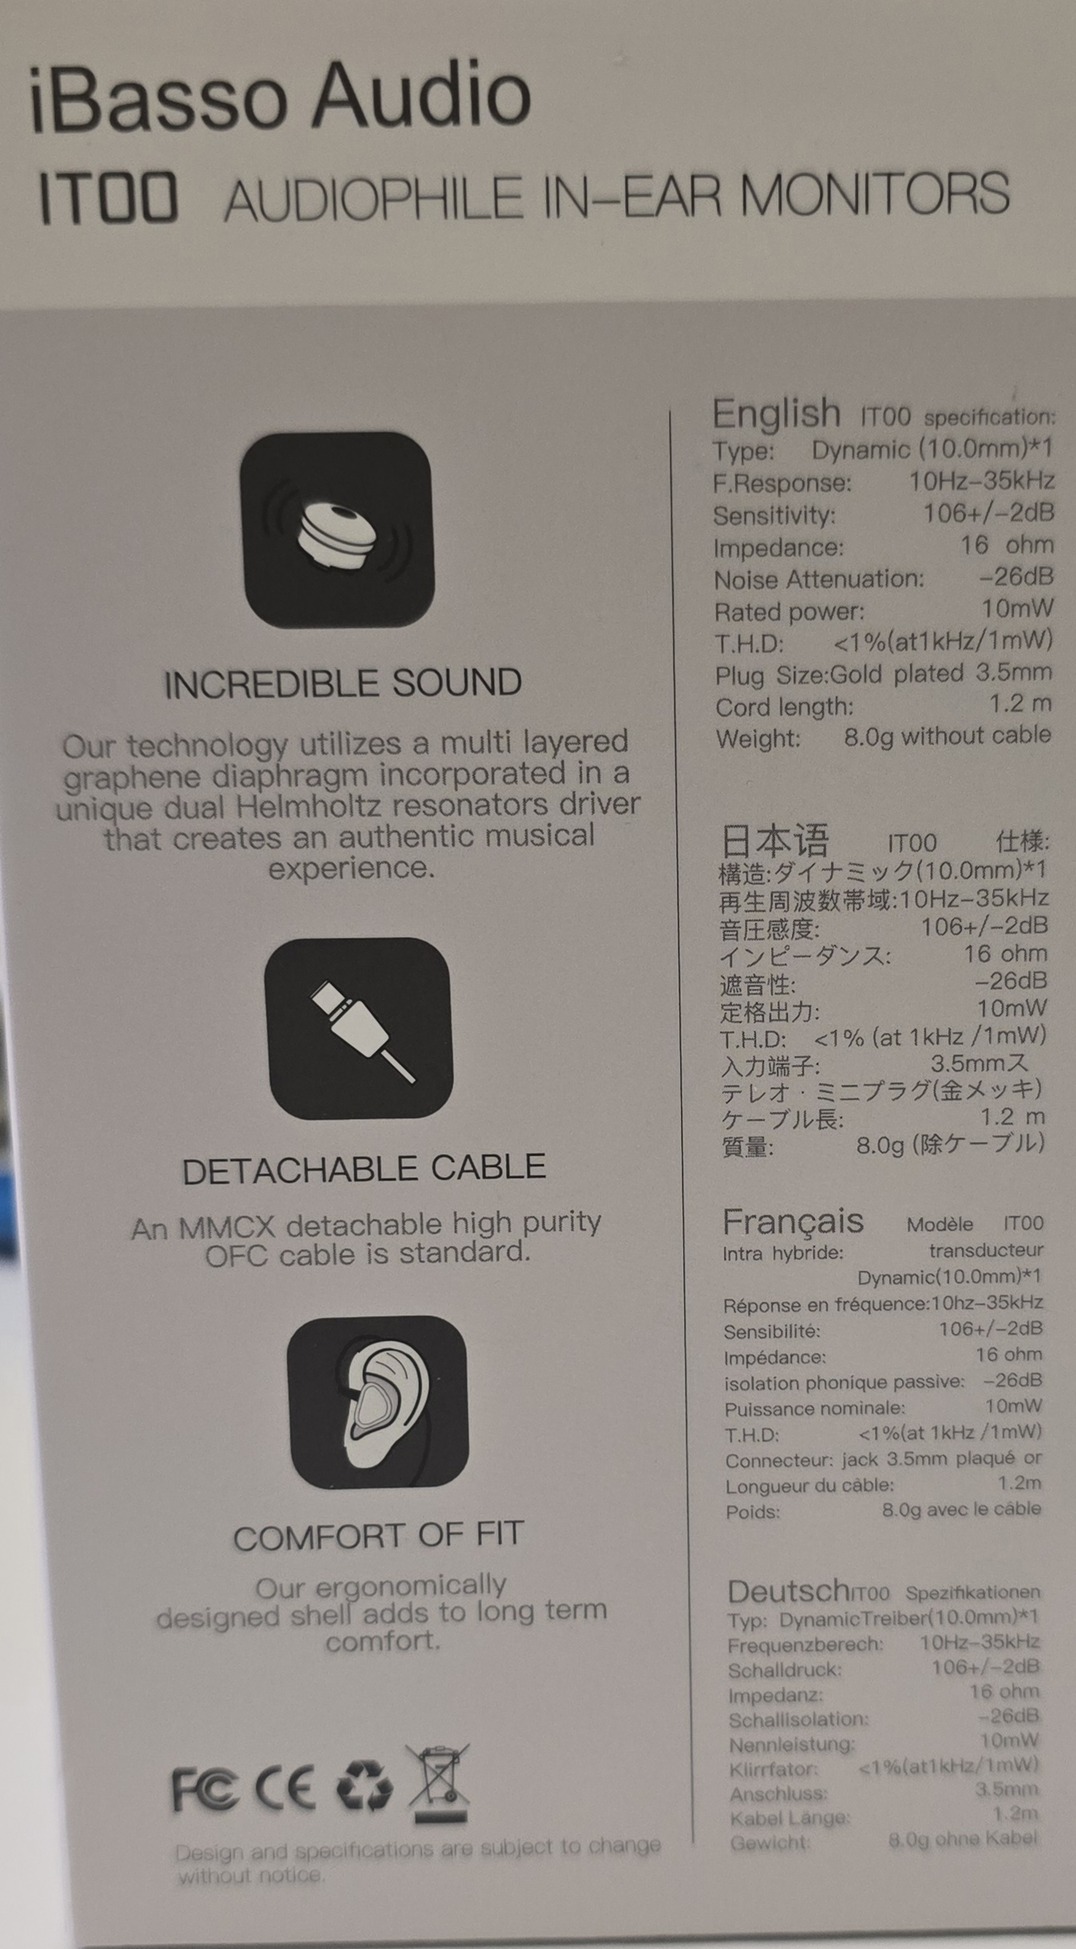 iBasso Audio
IT00 AUDIOPHILE IN-EAR MONITORS
INCREDIBLE SOUND
Our technology utilizes a multi layered
graphene diaphragm incorporated in a
unique dual Helmholtz resonators driver
that creates an authentic musical
experience.
DETACHABLE CABLE
An MMCX detachable high purity
OFC cable is standard.
COMFORT OF FIT
Our ergonomically
designed shell adds to long term
comfort.
FC CE
Design and specifications are subject to change
without notice.
English IT00 specification:
Type: Dynamic (10.0mm)*1
F.Response: 10Hz-35kHz
Sensitivity: 106+/-2dB
Impedance: 16 ohm
Noise Attenuation: -26dB
Rated power: 10mW
T.H.D: <1%(at1kHz/1mW)
Plug Size:Gold plated 3.5mm
Cord length: 1.2 m
Weight: 8.0g without cable
日本语 IT00 仕様:
構造:ダイナミック(10.0mm)*1
再生周波数帯域:10Hz-35kHz
音圧感度: 106+/-2dB
インピーダンス: 16 ohm
遮音性: -26dB
定格出力: 10mW
T.H.D: <1% (at 1kHz /1mW)
入力端子: 3.5mmス
テレオ・ミニプラグ(金メッキ)
ケーブル長: 1.2 m
質量: 8.0g (除ケーブル)
Français Modèle IT00
Intra hybride: transducteur
Dynamic(10.0mm)*1
Réponse en fréquence:10hz-35kHz
Sensibilité: 106+/-2dB
Impédance: 16 ohm
isolation phonique passive: -26dB
Puissance nominale: 10mW
T.H.D: <1%(at 1kHz /1mW)
Connecteur: jack 3.5mm plaqué or
Longueur du câble: 1.2m
Poids: 8.0g avec le câble
Deutsch IT00 Spezifikationen
Typ: DynamicTreiber(10.0mm)*1
Frequenzberech: 10Hz-35kHz
Schalldruck: 106+/-2dB
Impedanz: 16 ohm
Schallisolation: -26dB
Nennleistung: 10mW
Klirrfator: <1%(at1kHz/1mW)
Anschluss: 3.5mm
Kabel Länge: 1.2m
Gewicht: 8.0g ohne Kabel